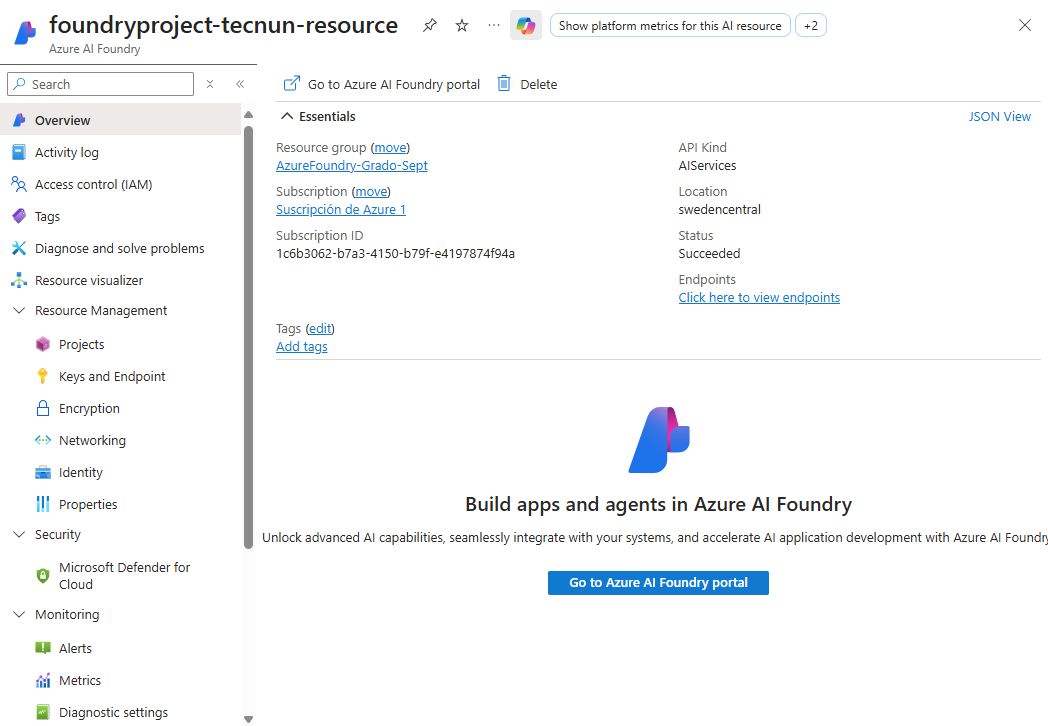 foundryproject-tecnun-resource
Show platform metrics for this AI resource
+2
Azure AI Foundry
Search
Overview
Activity log
Access control (IAM)
Tags
Diagnose and solve problems
Resource visualizer
Resource Management
Projects
Keys and Endpoint
Encryption
Networking
Identity
Properties
Security
Microsoft Defender for
Cloud
Monitoring
Alerts
Metrics
Diagnostic settings
Go to Azure AI Foundry portal
Delete
Essentials
JSON View
Resource group (move)
AzureFoundry-Grado-Sept
Subscription (move)
Suscripción de Azure 1
Subscription ID
1c6b3062-b7a3-4150-b79f-e4197874f94a
API Kind
AIServices
Location
swedencentral
Status
Succeeded
Endpoints
Click here to view endpoints
Tags (edit)
Add tags
Build apps and agents in Azure AI Foundry
Unlock advanced AI capabilities, seamlessly integrate with your systems, and accelerate AI application development with Azure AI Foundry
Go to Azure AI Foundry portal